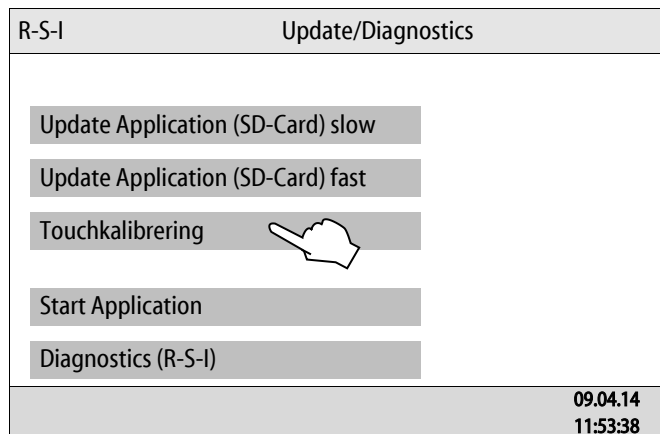 R-S-I Update/Diagnostics
Update Application (SD-Card) slow
Update Application (SD-Card) fast
Touchkalibrering
Start Application
Diagnostics (R-S-I)
09.04.14
11:53:38